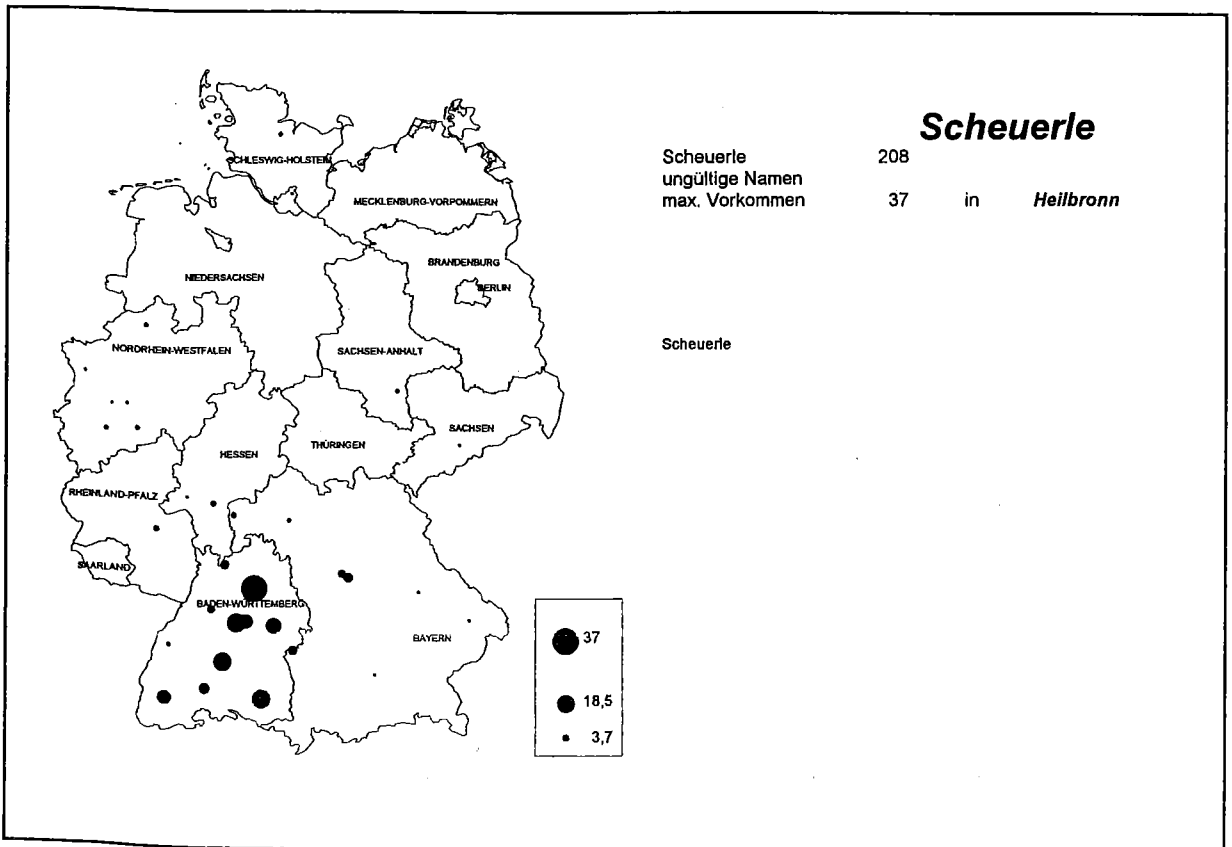 Scheuerle
Scheuerle 208
ungültige Namen
max. Vorkommen 37 in Heilbronn
Scheuerle
SCHLESWIG-HOLSTEIN
MECKLENBURG-VORPOMMERN
BRANDENBURG
BERLIN
NIEDERSACHSEN
NORDRHEIN-WESTFALEN
SACHSEN-ANHALT
SACHSEN
THÜRINGEN
HESSEN
RHEINLAND-PFALZ
SAARLAND
BADEN-WÜRTTEMBERG
BAYERN
37
18,5
3,7